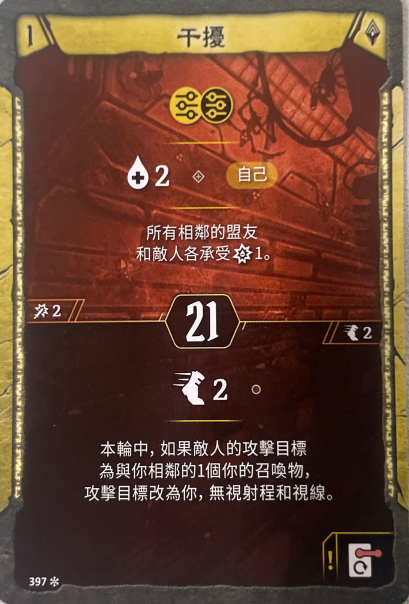 1 干擾
2 自己
所有相鄰的盟友
和敵人各承受1。
2 21 2
2
本輪中，如果敵人的攻擊目標
為與你相鄰的1個你的召喚物，
攻擊目標改為你，無視射程和視線。
!
397